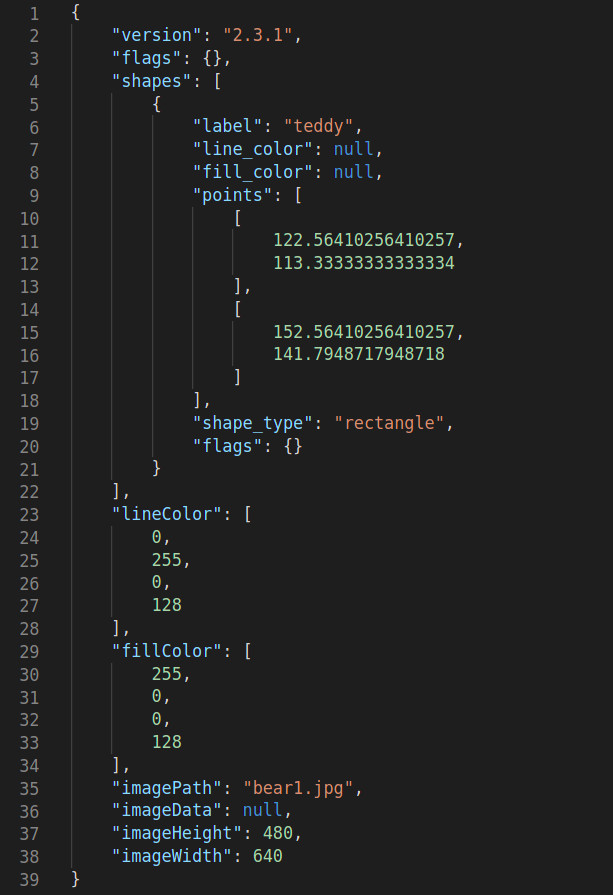 1 {
2     "version": "2.3.1",
3     "flags": {},
4     "shapes": [
5         {
6             "label": "teddy",
7             "line_color": null,
8             "fill_color": null,
9             "points": [
10                 [
11                     122.56410256410257,
12                     113.33333333333334
13                 ],
14                 [
15                     152.56410256410257,
16                     141.7948717948718
17                 ]
18             ],
19             "shape_type": "rectangle",
20             "flags": {}
21         }
22     ],
23     "lineColor": [
24         0,
25         255,
26         0,
27         128
28     ],
29     "fillColor": [
30         255,
31         0,
32         0,
33         128
34     ],
35     "imagePath": "bear1.jpg",
36     "imageData": null,
37     "imageHeight": 480,
38     "imageWidth": 640
39 }